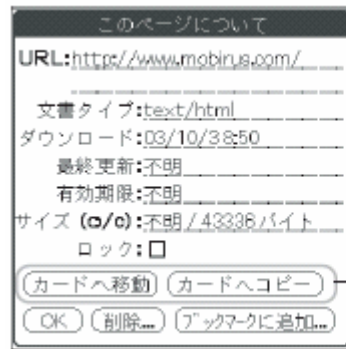 このページについて
URL:http://www.mobirus.com/
文書タイプ:text/html
ダウンロード:03/10/3 8:50
最終更新:不明
有効期限:不明
サイズ (a/c):不明 / 43336 バイト
ロック:
カードへ移動 カードへコピー
OK 削除... ブックマークに追加...